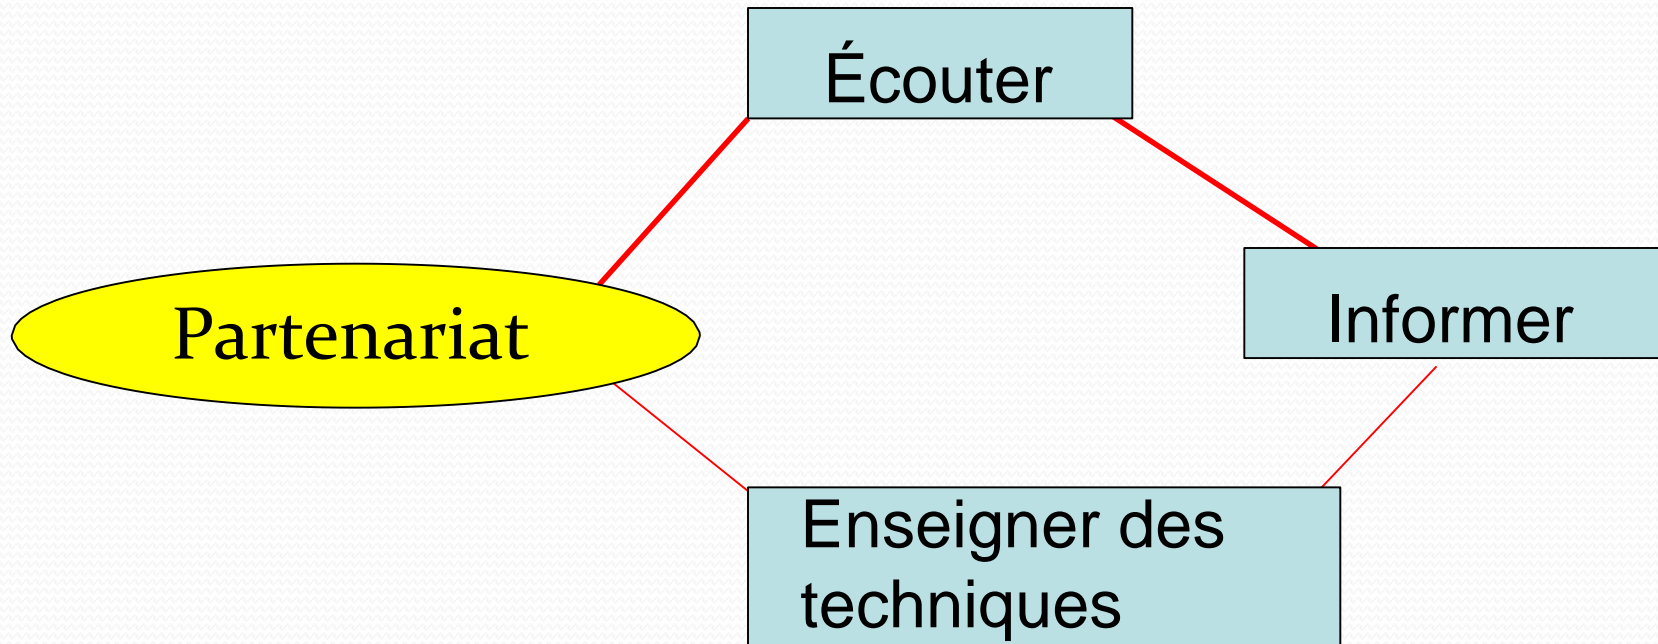 Écouter
Partenariat
Informer
Enseigner des
techniques